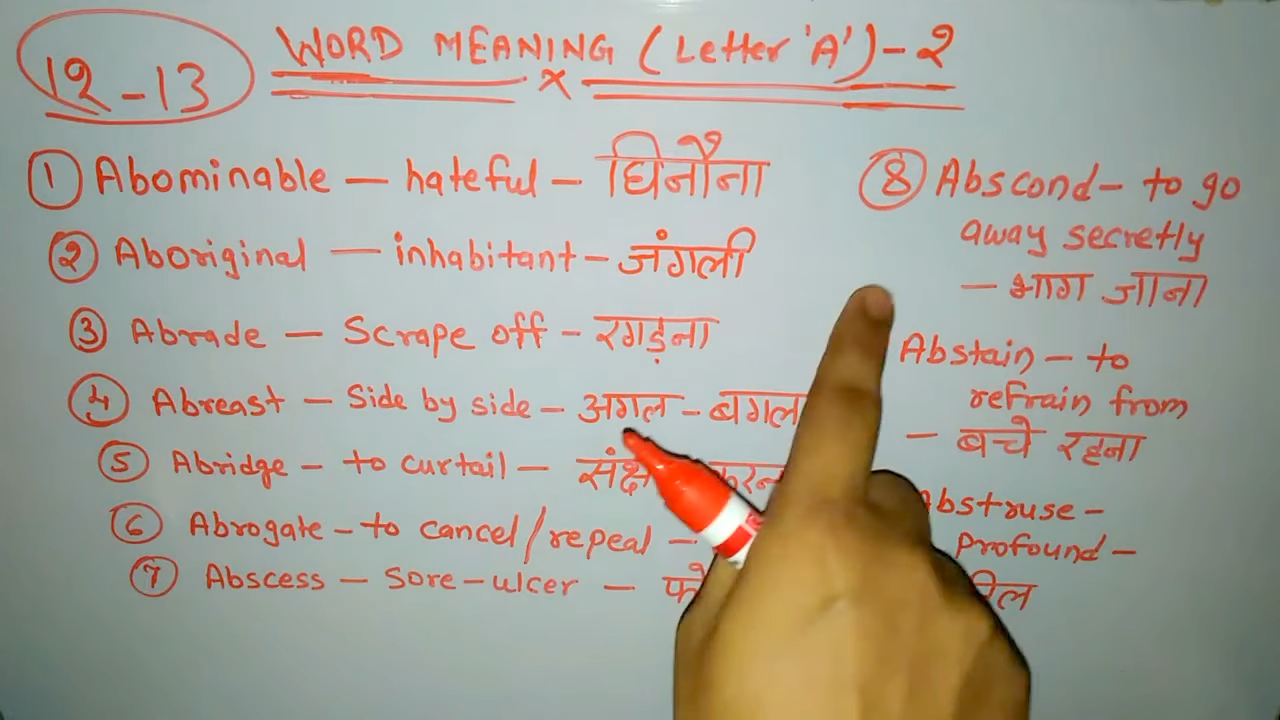 12-13
WORD MEANING (Letter 'A') - 2
x
① Abominable — hateful — घिनौना
② Aboriginal — inhabitant - जंगली
③ Abrade — Scrape off - रगड़ना
④ Abreast — Side by side - अगल - बगल
⑤ Abridge — to curtail —
⑥ Abrogate - to cancel/repeal —
⑦ Abscess — Sore-ulcer —
⑧ Abscond - to go
away secretly
— भाग जाना
Abstain - to
refrain from
— बचे रहना
Abstruse -
Profound -